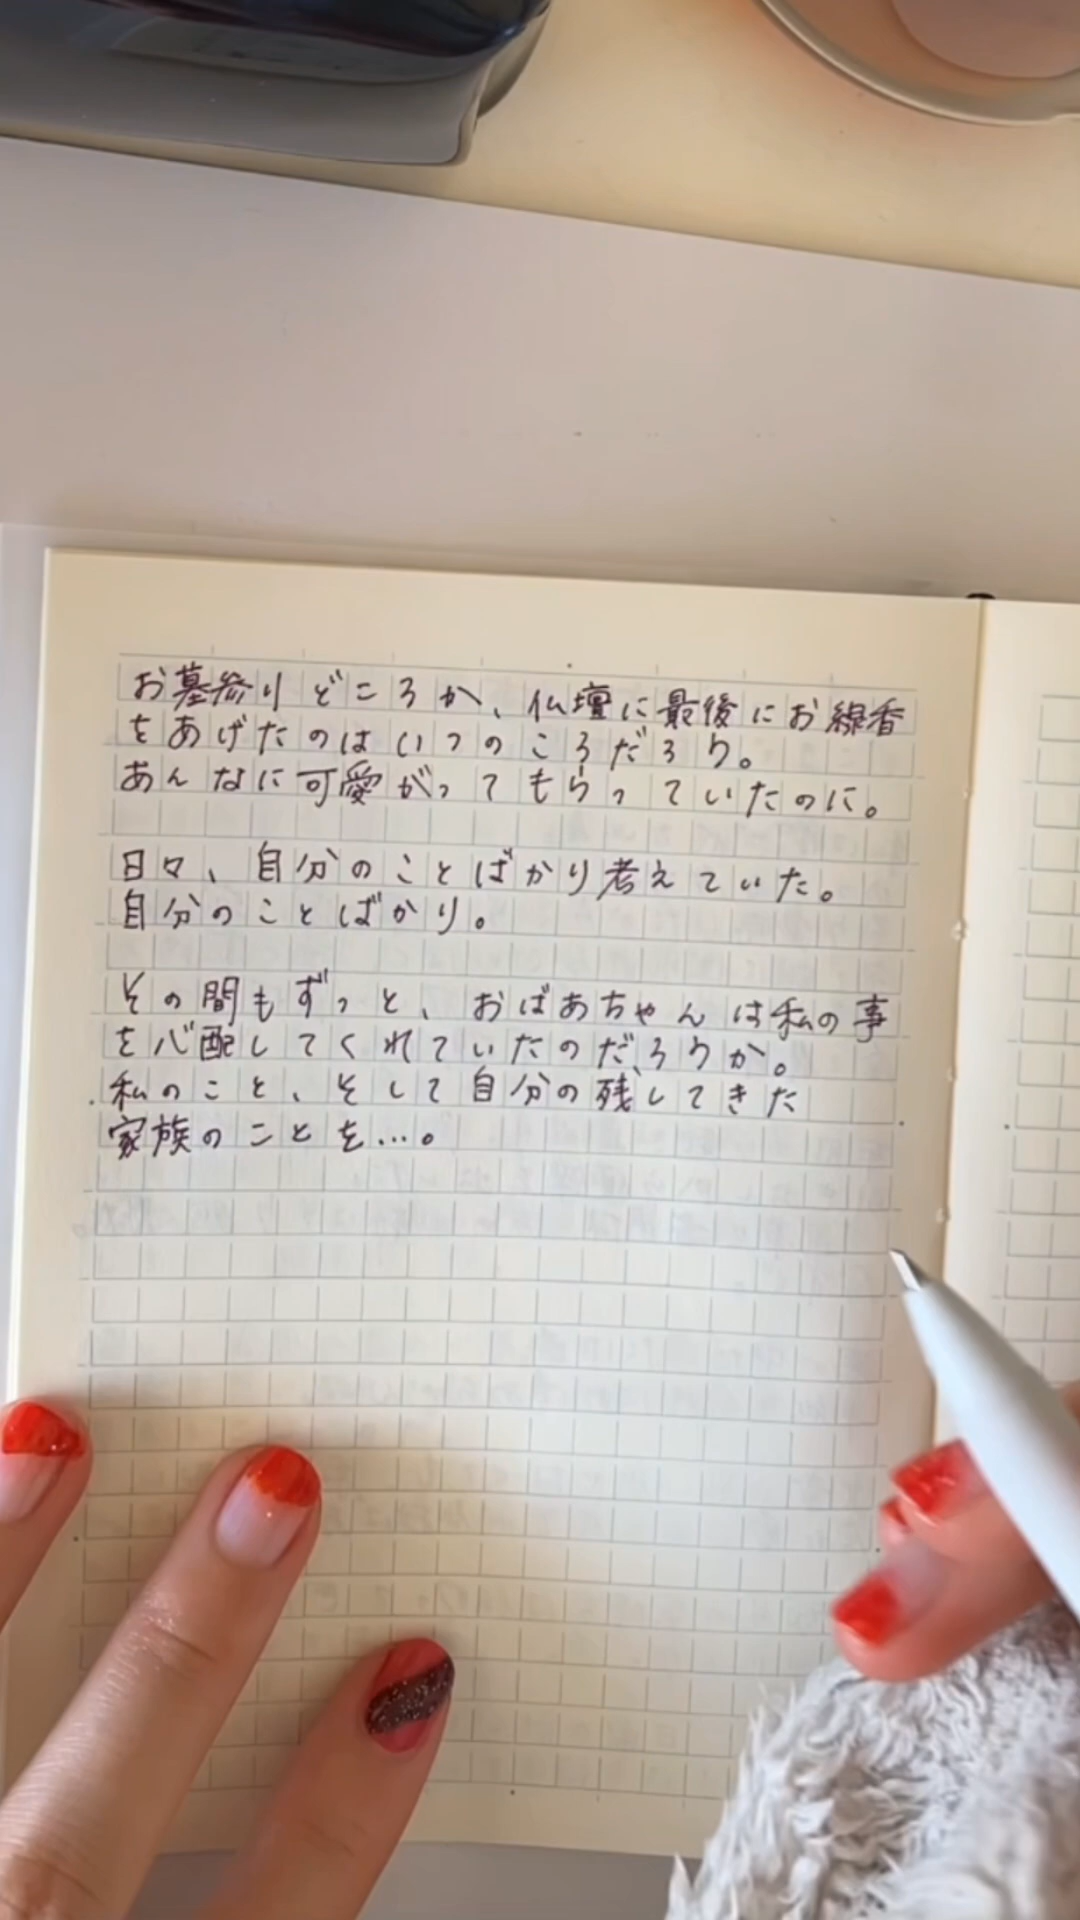 お墓参りどころか、仏壇に最後にお線香
をあげたのはいつのころだろう。
あんなに可愛がってもらっていたのに。
日々、自分のことばかり考えていた。
自分のことばかり。
その間もずっと、おばあちゃんは私の事
を心配してくれていたのだろうか。
私のこと、そして自分の残してきた
家族のことを…。